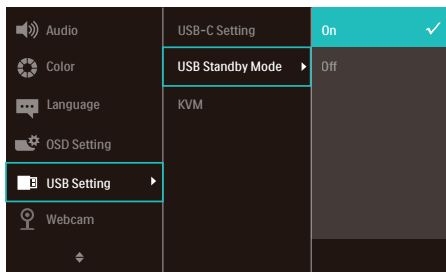 Audio
Color
Language
OSD Setting
USB Setting
Webcam
USB-C Setting
USB Standby Mode
KVM
On
Off